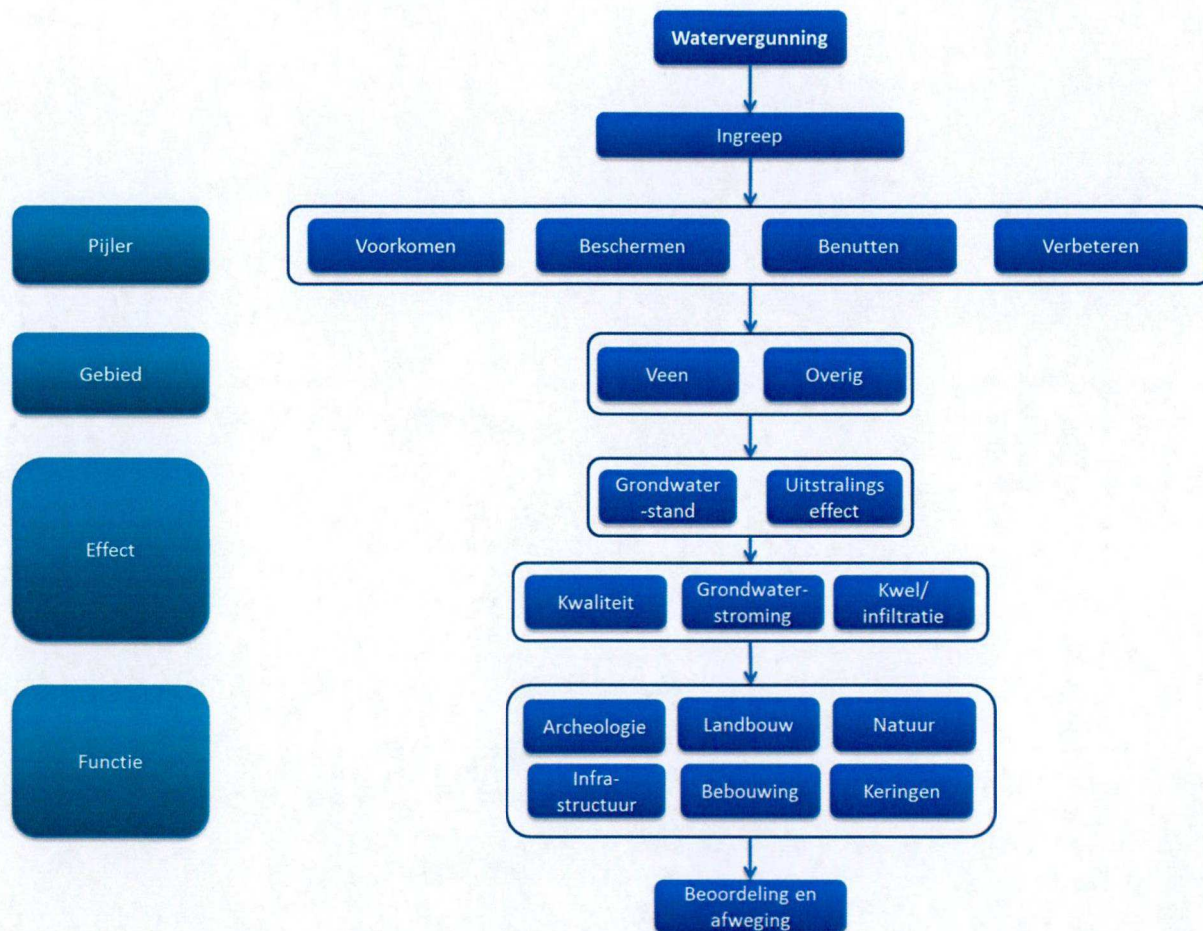 Watervergunning
Ingreep
Pijler
Voorkomen
Beschermen
Benutten
Verbeteren
Gebied
Veen
Overig
Effect
Grondwater
-stand
Uitstralings
effect
Kwaliteit
Grondwater-
stroming
Kwel/
infiltratie
Functie
Archeologie
Landbouw
Natuur
Infra-
structuur
Bebouwing
Keringen
Beoordeling en
afweging